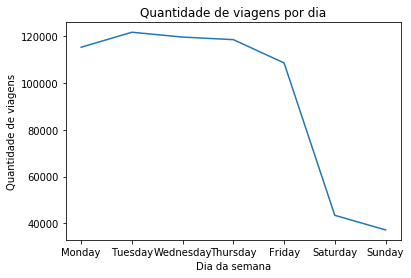 Quantidade de viagens por dia
120000
100000
80000
60000
40000
Quantidade de viagens
Monday Tuesday Wednesday Thursday Friday Saturday Sunday
Dia da semana